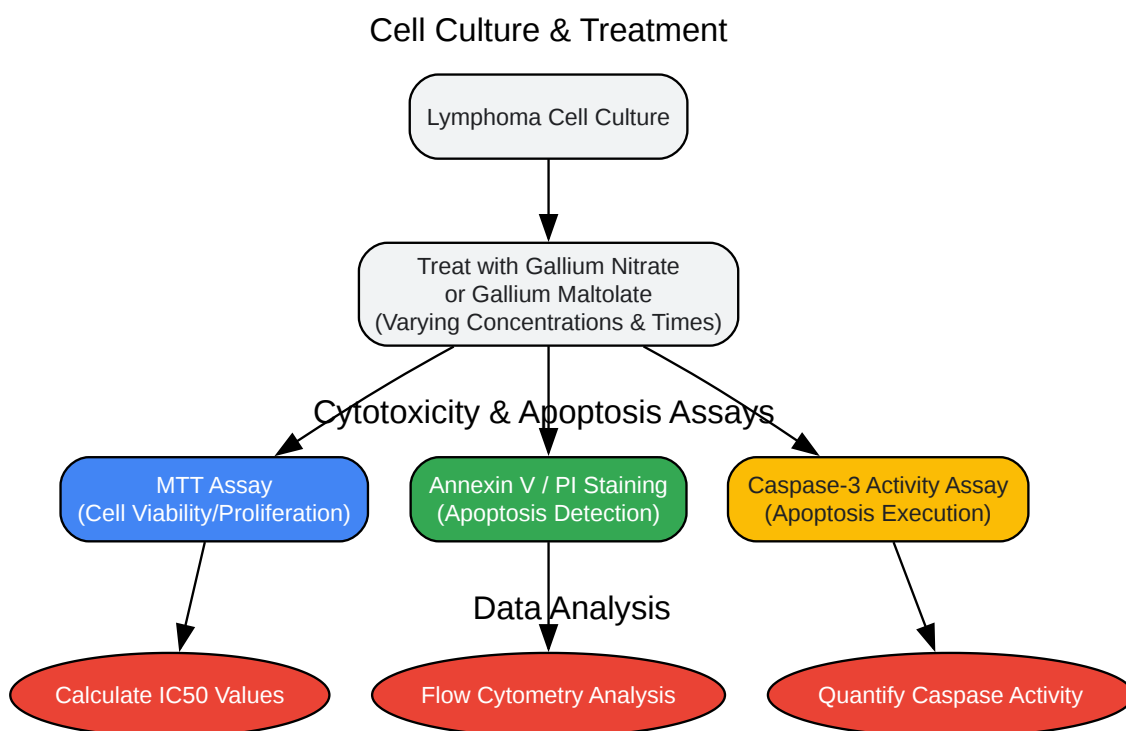 Cell Culture & Treatment
Lymphoma Cell Culture
Treat with Gallium Nitrate
or Gallium Maltolate
(Varying Concentrations & Times)
Cytotoxicity & Apoptosis Assays
MTT Assay
(Cell Viability/Proliferation)
Annexin V / PI Staining
(Apoptosis Detection)
Caspase-3 Activity Assay
(Apoptosis Execution)
Data Analysis
Calculate IC50 Values
Flow Cytometry Analysis
Quantify Caspase Activity